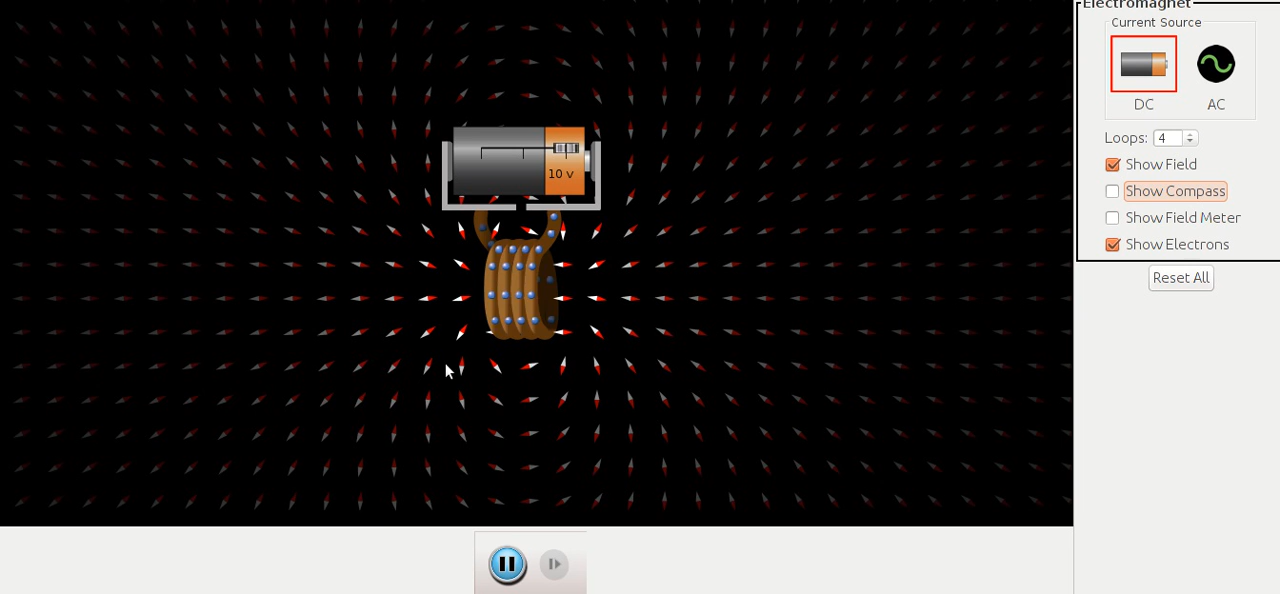 Electromagnet
Current Source
DC AC
Loops: 4
Show Field
Show Compass
Show Field Meter
Show Electrons
Reset All
10 v